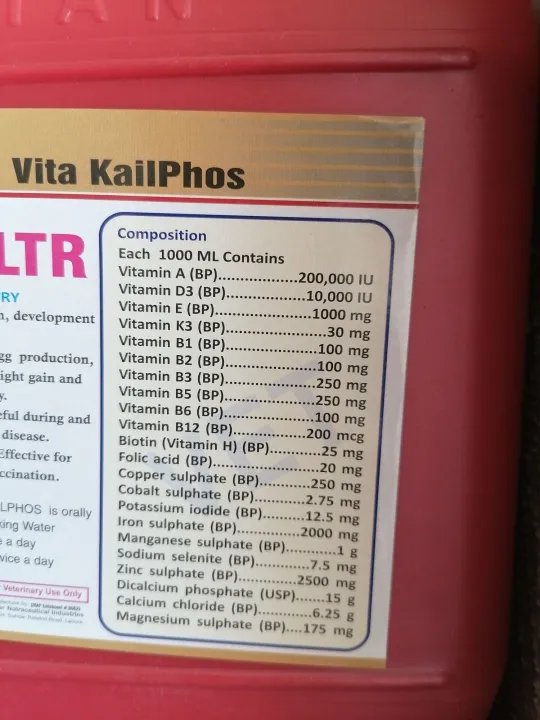 TAN
Vita KailPhos
LTR
RY
n, development
gg production,
ight gain and
y.
eful during and
disease.
Effective for
ccination.
LPHOS is orally
king Water
e a day
wice a day
Veterinary Use Only
Nutraceutical Industries
Composition
Each 1000 ML Contains
Vitamin A (BP)....................200,000 IU
Vitamin D3 (BP)....................10,000 IU
Vitamin E (BP)........................1000 mg
Vitamin K3 (BP)..........................30 mg
Vitamin B1 (BP)........................100 mg
Vitamin B2 (BP)........................100 mg
Vitamin B3 (BP)........................250 mg
Vitamin B5 (BP)........................250 mg
Vitamin B6 (BP)........................100 mg
Vitamin B12 (BP)....................200 mcg
Biotin (Vitamin H) (BP)..............25 mg
Folic acid (BP)..........................20 mg
Copper sulphate (BP)..............250 mg
Cobalt sulphate (BP)..............2.75 mg
Potassium iodide (BP)............12.5 mg
Iron sulphate (BP)................2000 mg
Manganese sulphate (BP)............1 g
Sodium selenite (BP)................7.5 mg
Zinc sulphate (BP)................2500 mg
Dicalcium phosphate (USP)......15 g
Calcium chloride (BP)............6.25 g
Magnesium sulphate (BP)....175 mg